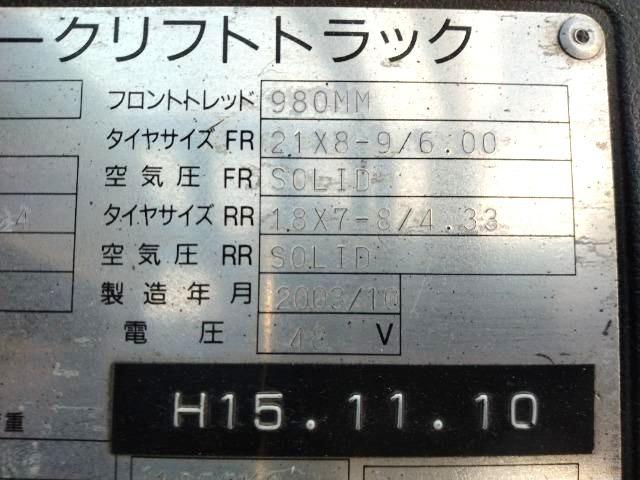 ークリフトトラック
フロントトレッド 980MM
タイヤサイズ FR 21X8-9/6.00
空気圧 FR SOLID
4 タイヤサイズ RR 18X7-8/4.33
空気圧 RR SOLID
製造年月 2003/10
電圧 48 V
H15.11.10
重